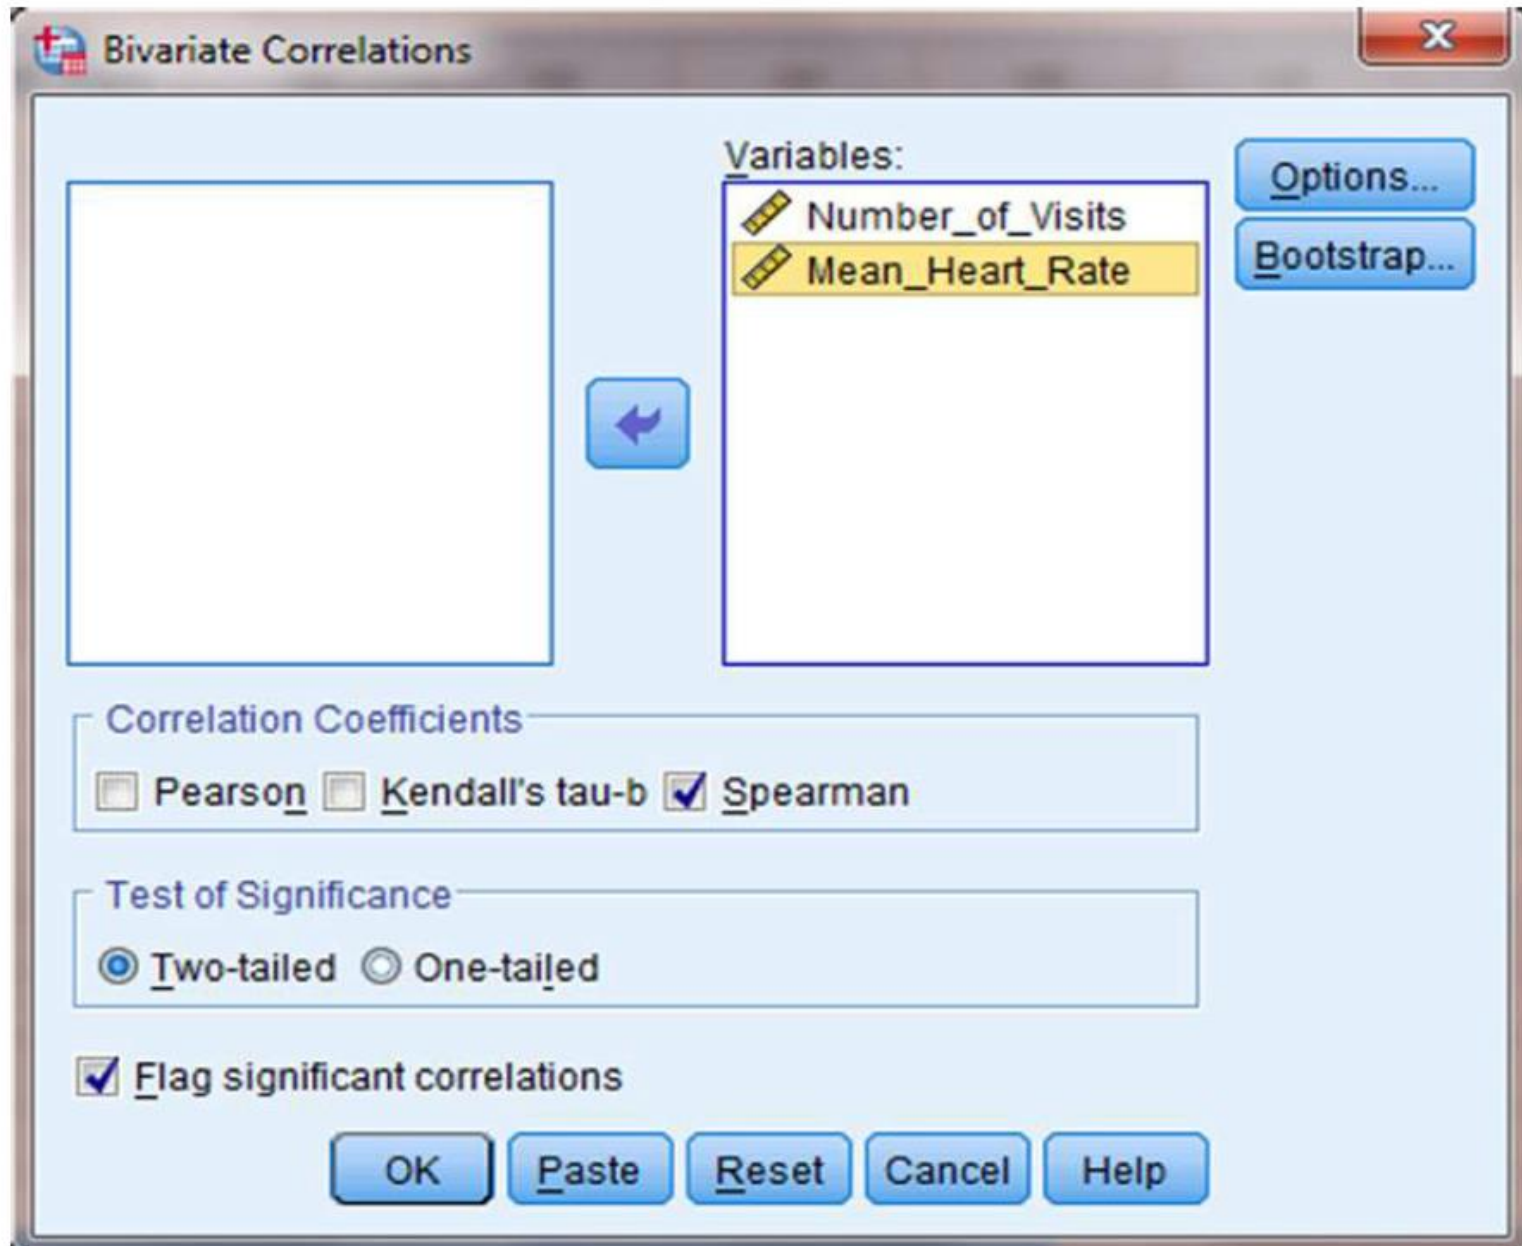 Bivariate Correlations
Variables:
Number_of_Visits
Mean_Heart_Rate
Options...
Bootstrap...
Correlation Coefficients
Pearson Kendall's tau-b Spearman
Test of Significance
Two-tailed One-tailed
Flag significant correlations
OK Paste Reset Cancel Help